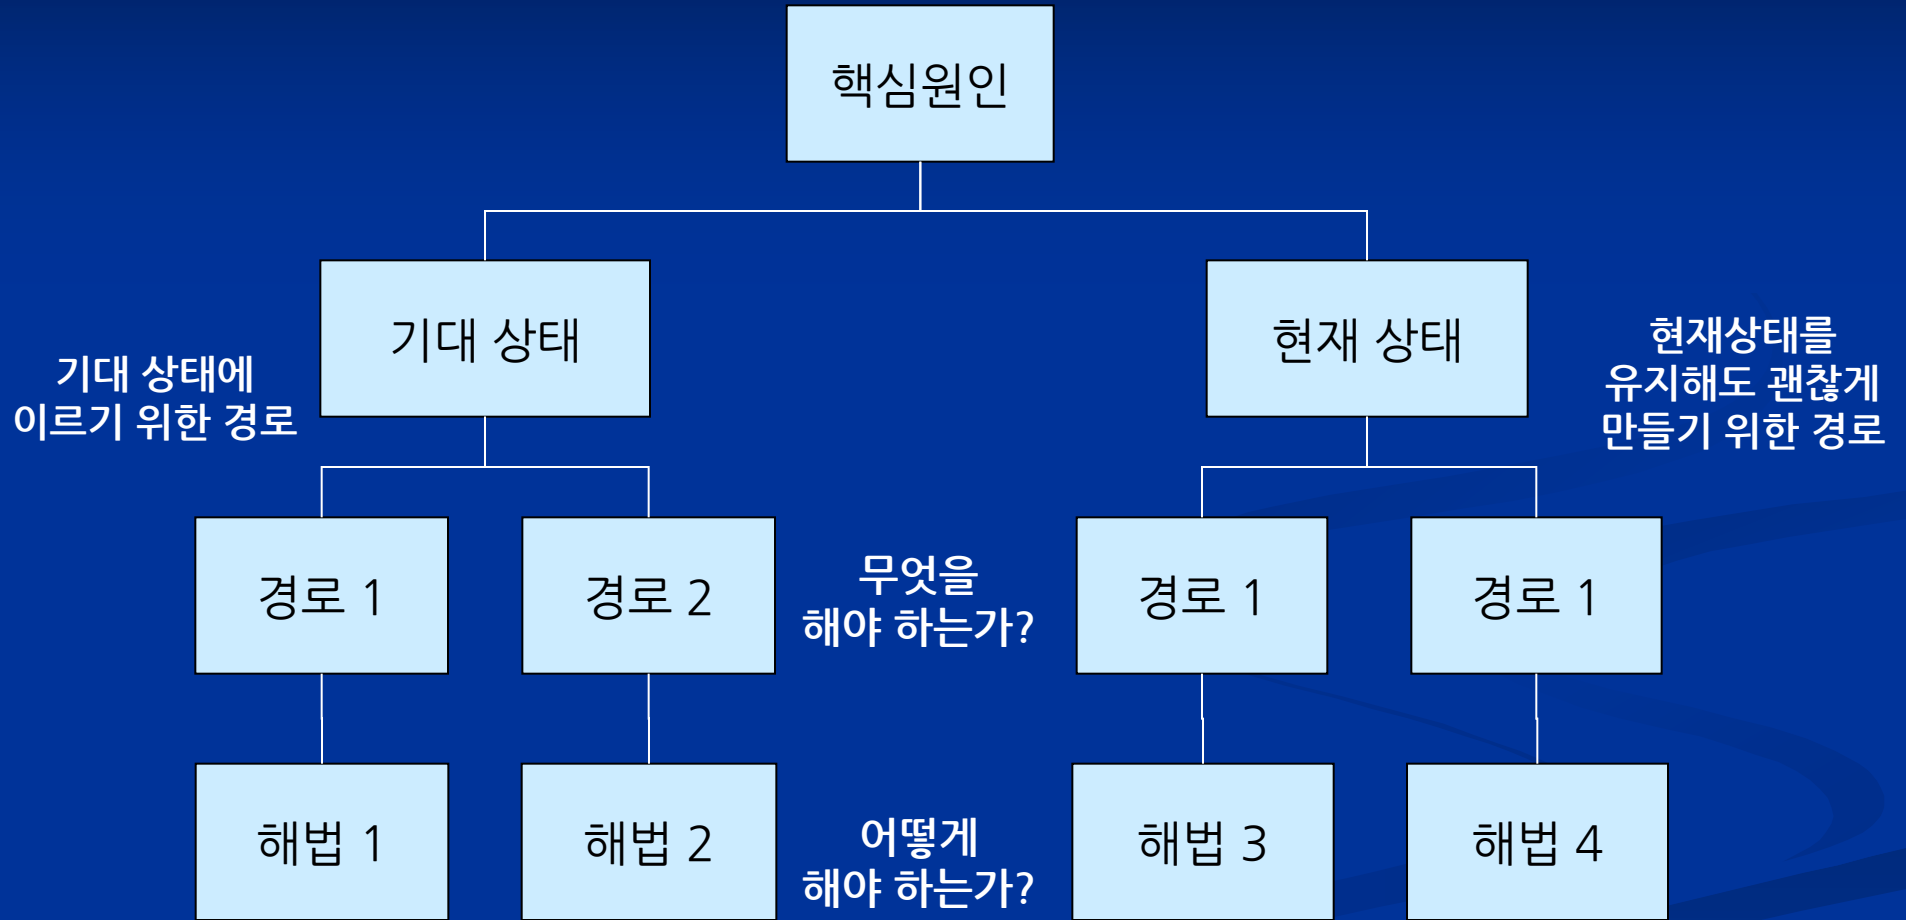 핵심원인
기대 상태
현재 상태
기대 상태에
이르기 위한 경로
현재상태를
유지해도 괜찮게
만들기 위한 경로
경로 1
경로 2
무엇을
해야 하는가?
경로 1
경로 1
해법 1
해법 2
어떻게
해야 하는가?
해법 3
해법 4